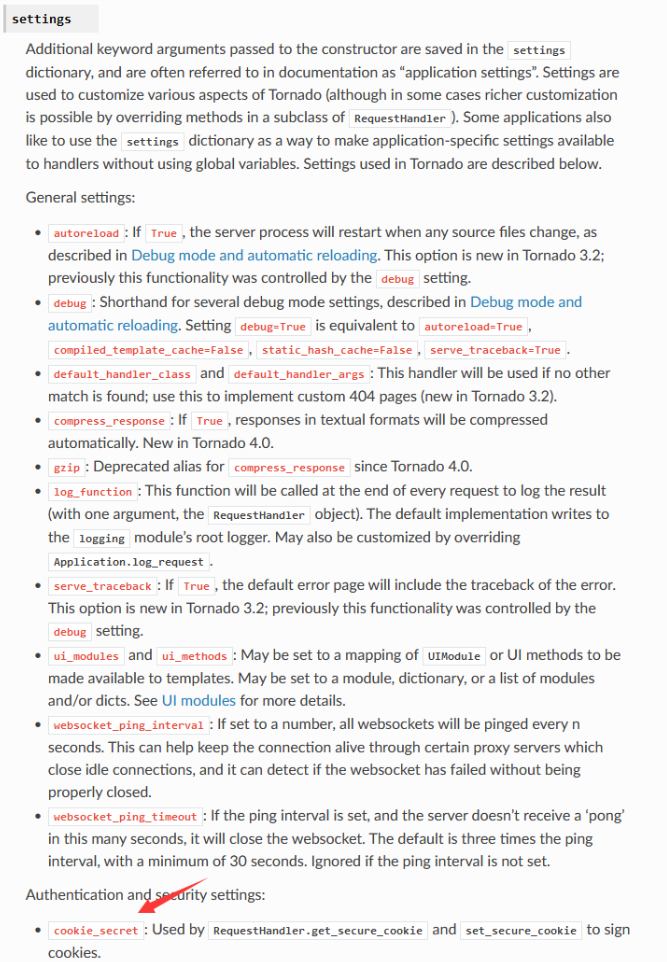 settings
Additional keyword arguments passed to the constructor are saved in the settings
dictionary, and are often referred to in documentation as “application settings”. Settings are
used to customize various aspects of Tornado (although in some cases richer customization
is possible by overriding methods in a subclass of RequestHandler). Some applications also
like to use the settings dictionary as a way to make application-specific settings available
to handlers without using global variables. Settings used in Tornado are described below.
General settings:
• autoreload: If True, the server process will restart when any source files change, as
described in Debug mode and automatic reloading. This option is new in Tornado 3.2;
previously this functionality was controlled by the debug setting.
• debug: Shorthand for several debug mode settings, described in Debug mode and
automatic reloading. Setting debug=True is equivalent to autoreload=True,
compiled_template_cache=False, static_hash_cache=False, serve_traceback=True.
• default_handler_class and default_handler_args: This handler will be used if no other
match is found; use this to implement custom 404 pages (new in Tornado 3.2).
• compress_response: If True, responses in textual formats will be compressed
automatically. New in Tornado 4.0.
• gzip: Deprecated alias for compress_response since Tornado 4.0.
• log_function: This function will be called at the end of every request to log the result
(with one argument, the RequestHandler object). The default implementation writes to
the logging module’s root logger. May also be customized by overriding
Application.log_request.
• serve_traceback: If True, the default error page will include the traceback of the error.
This option is new in Tornado 3.2; previously this functionality was controlled by the
debug setting.
• ui_modules and ui_methods: May be set to a mapping of UIModule or UI methods to be
made available to templates. May be set to a module, dictionary, or a list of modules
and/or dicts. See UI modules for more details.
• websocket_ping_interval: If set to a number, all websockets will be pinged every n
seconds. This can help keep the connection alive through certain proxy servers which
close idle connections, and it can detect if the websocket has failed without being
properly closed.
• websocket_ping_timeout: If the ping interval is set, and the server doesn’t receive a ‘pong’
in this many seconds, it will close the websocket. The default is three times the ping
interval, with a minimum of 30 seconds. Ignored if the ping interval is not set.
Authentication and security settings:
• cookie_secret: Used by RequestHandler.get_secure_cookie and set_secure_cookie to sign
cookies.